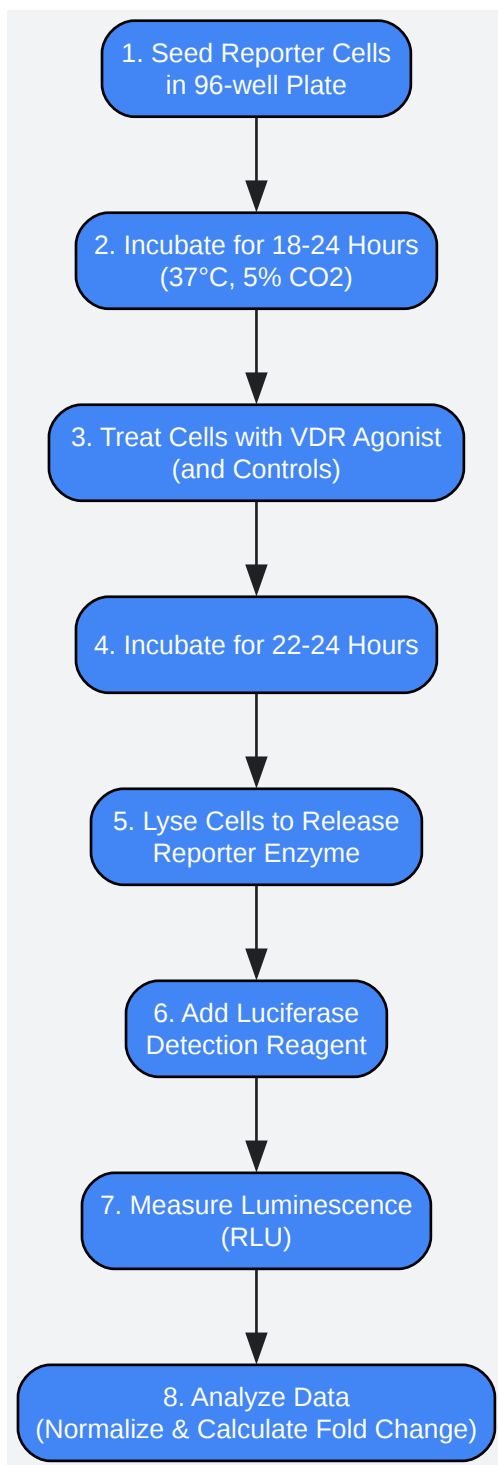 1. Seed Reporter Cells
in 96-well Plate
2. Incubate for 18-24 Hours
(37°C, 5% CO2)
3. Treat Cells with VDR Agonist
(and Controls)
4. Incubate for 22-24 Hours
5. Lyse Cells to Release
Reporter Enzyme
6. Add Luciferase
Detection Reagent
7. Measure Luminescence
(RLU)
8. Analyze Data
(Normalize & Calculate Fold Change)